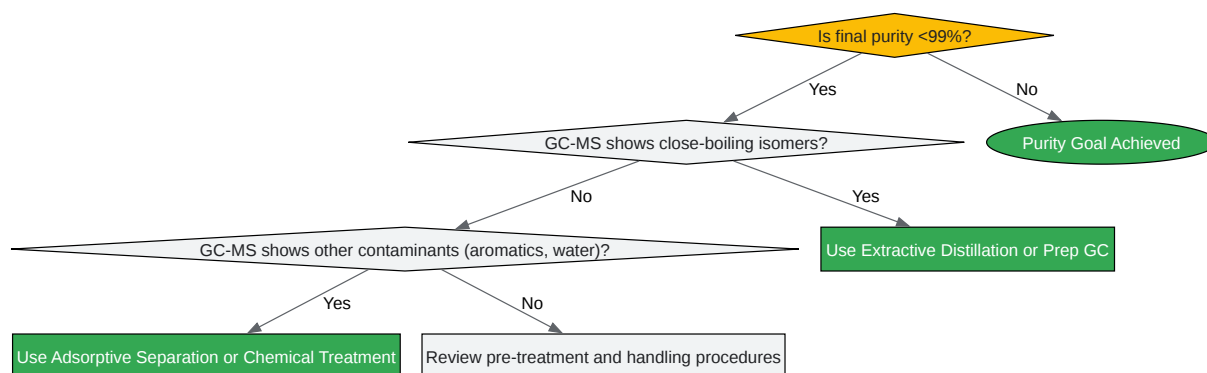 Is final purity <99%?
Yes
No
GC-MS shows close-boiling isomers?
Purity Goal Achieved
No
Yes
GC-MS shows other contaminants (aromatics, water)?
Use Extractive Distillation or Prep GC
Yes
No
Use Adsorptive Separation or Chemical Treatment
Review pre-treatment and handling procedures